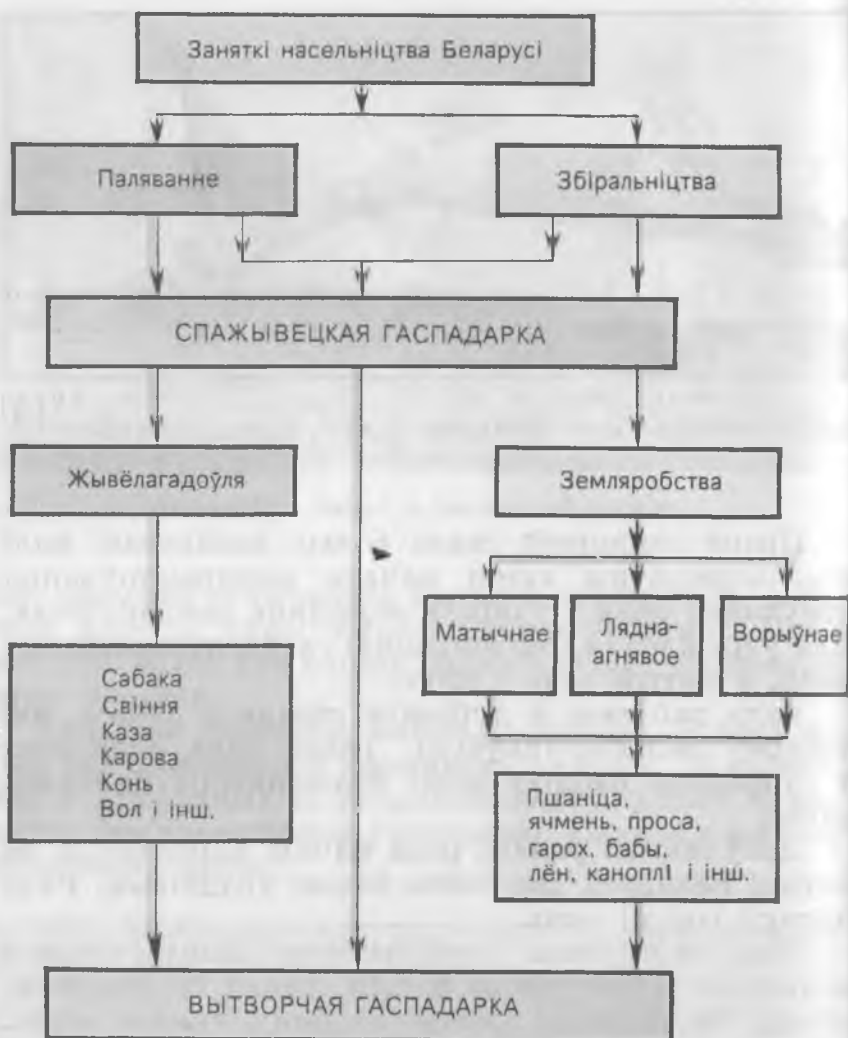 Заняткі насельніцтва Беларусі
Паляванне
Збіральніцтва
СПАЖЫВЕЦКАЯ ГАСПАДАРКА
Жывёлагадоўля
Земляробства
Матычнае
Лядна-
агнявое
Ворыўнае
Сабака
Свіння
Каза
Карова
Конь
Вол і інш.
Пшаніца,
ячмень, проса,
гарох, бабы,
лён, каноплі і інш.
ВЫТВОРЧАЯ ГАСПАДАРКА